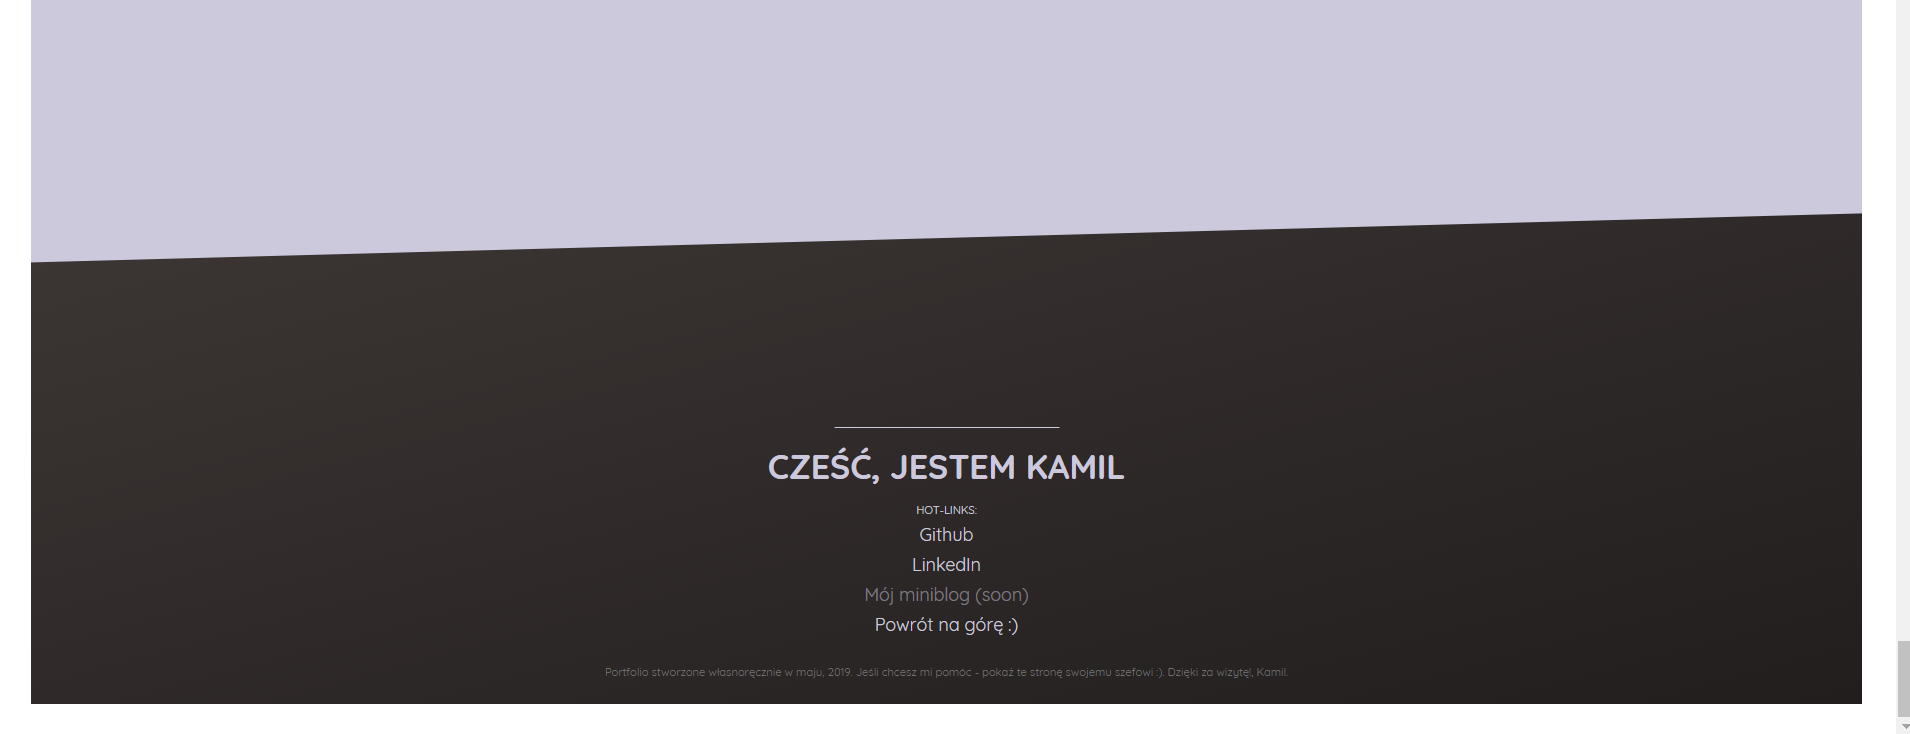 CZEŚĆ, JESTEM KAMIL
HOT-LINKS:
Github
LinkedIn
Mój miniblog (soon)
Powrót na górę :)
Portfolio stworzone własnoręcznie w maju, 2019. Jeśli chcesz mi pomóc - pokaż te stronę swojemu szefowi :). Dzięki za wizytę!, Kamil.